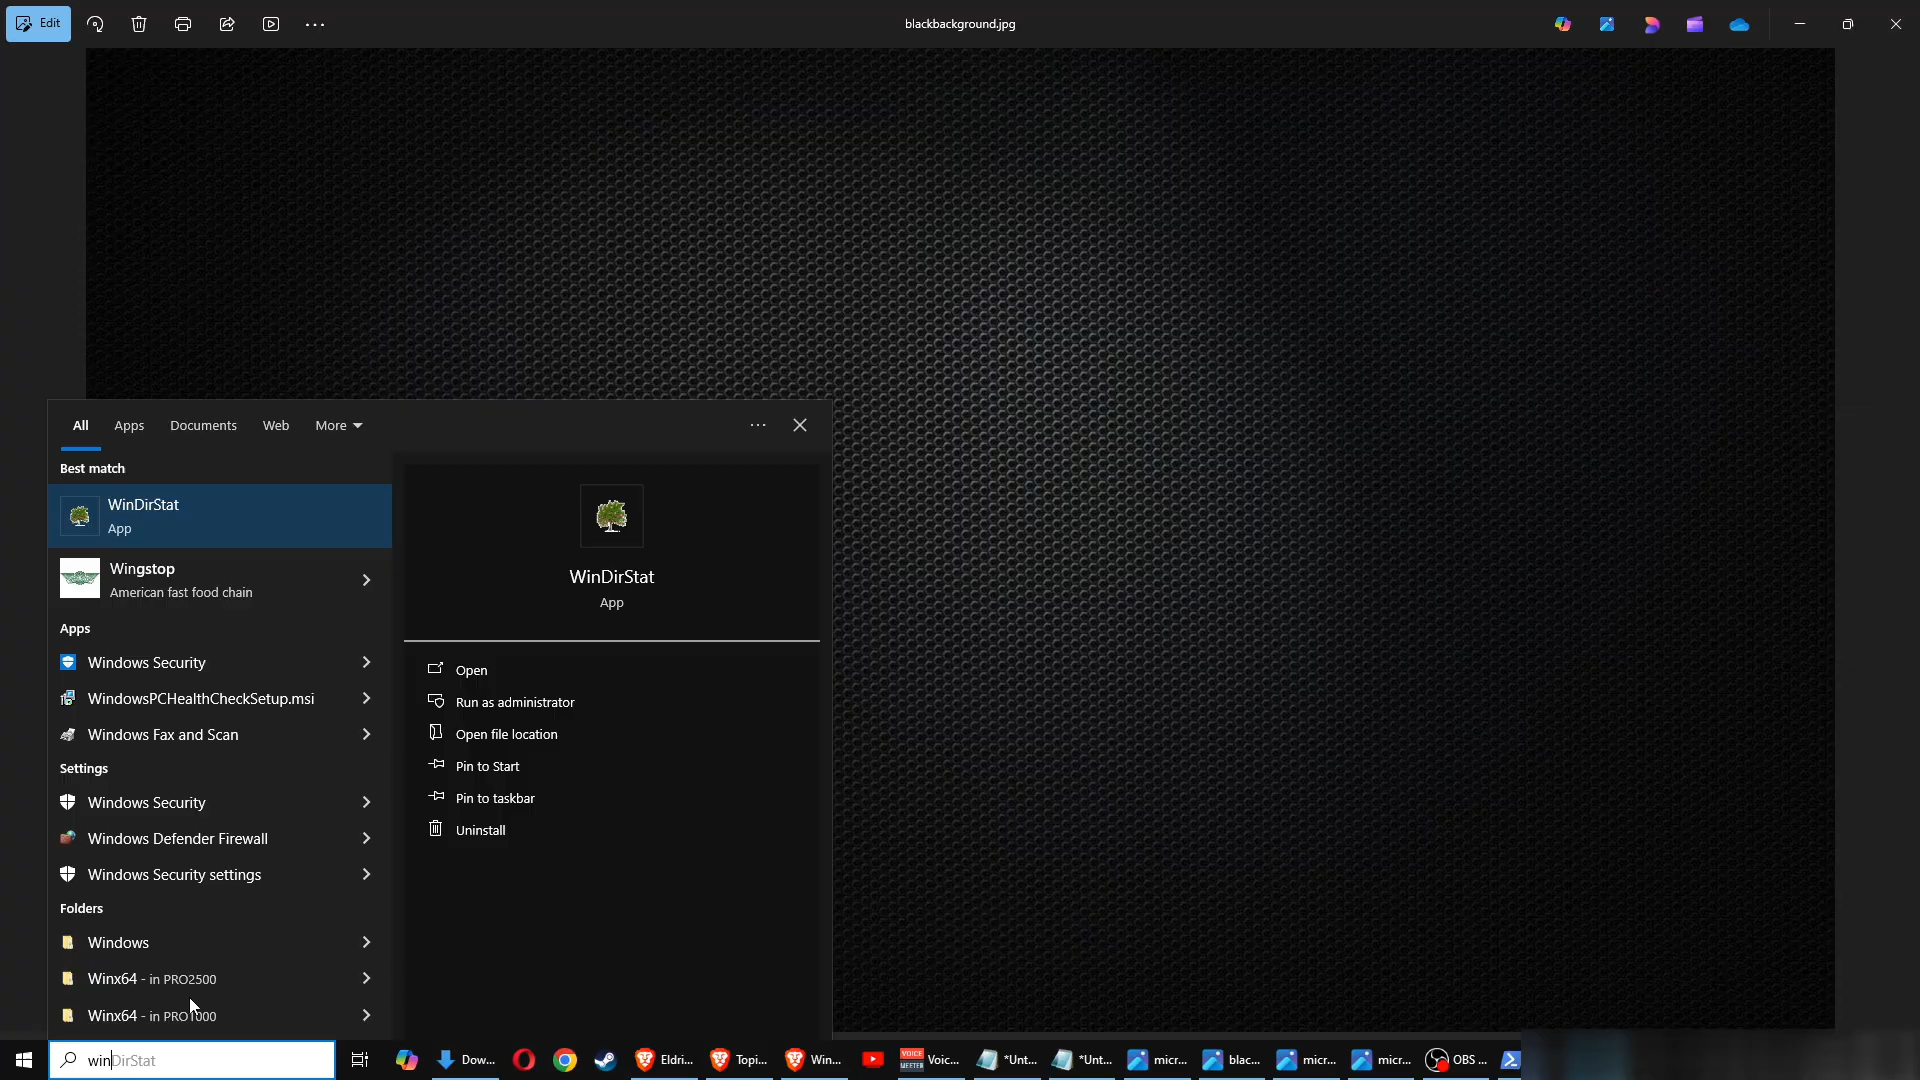 Edit
blackbackground.jpg
All Apps Documents Web More
Best match
WinDirStat
App
Wingstop
American fast food chain
Apps
Windows Security
WindowsPCHealthCheckSetup.msi
Windows Fax and Scan
Settings
Windows Security
Windows Defender Firewall
Windows Security settings
Folders
Windows
Winx64 - in PRO2500
Winx64 - in PRO1000
WinDirStat
App
Open
Run as administrator
Open file location
Pin to Start
Pin to taskbar
Uninstall
winDirStat
Dow... Eldri... Topi... Win... VOICE MEETER Voic... *Unt... *Unt... micr... blac... micr... micr... OBS ...